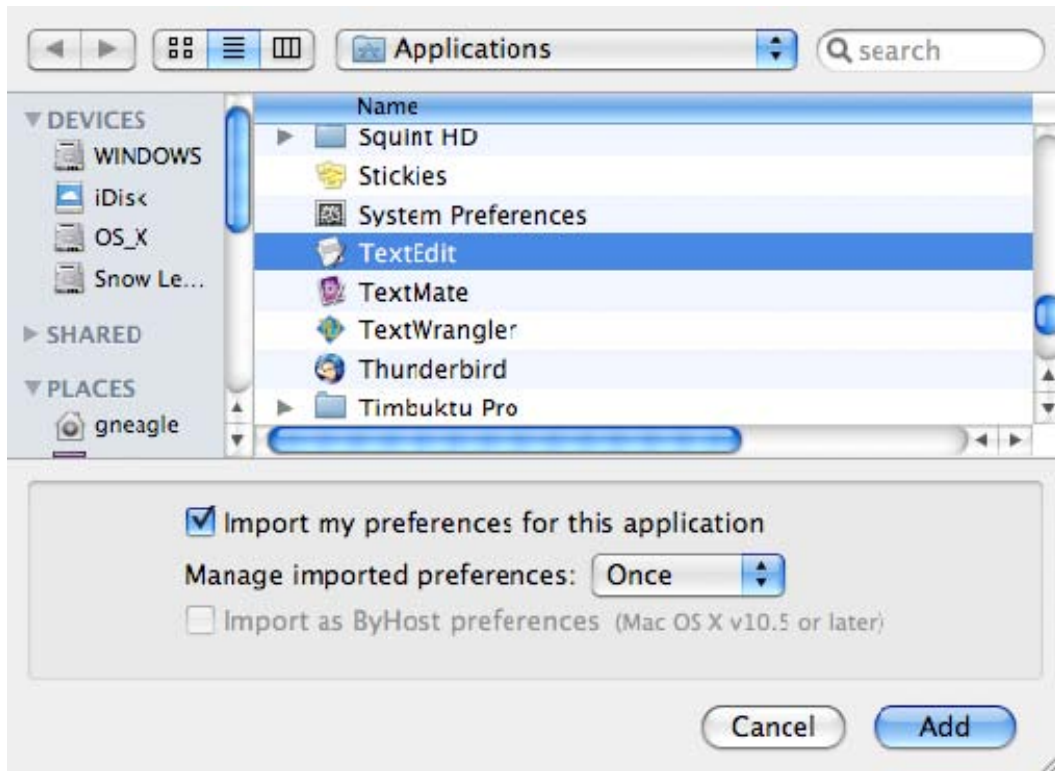 Applications
search
DEVICES
WINDOWS
iDisk
OS_X
Snow Le...
SHARED
PLACES
gneagle
Name
Squint HD
Stickies
System Preferences
TextEdit
TextMate
TextWrangler
Thunderbird
Timbuktu Pro
Import my preferences for this application
Manage imported preferences: Once
Import as ByHost preferences (Mac OS X v10.5 or later)
Cancel Add